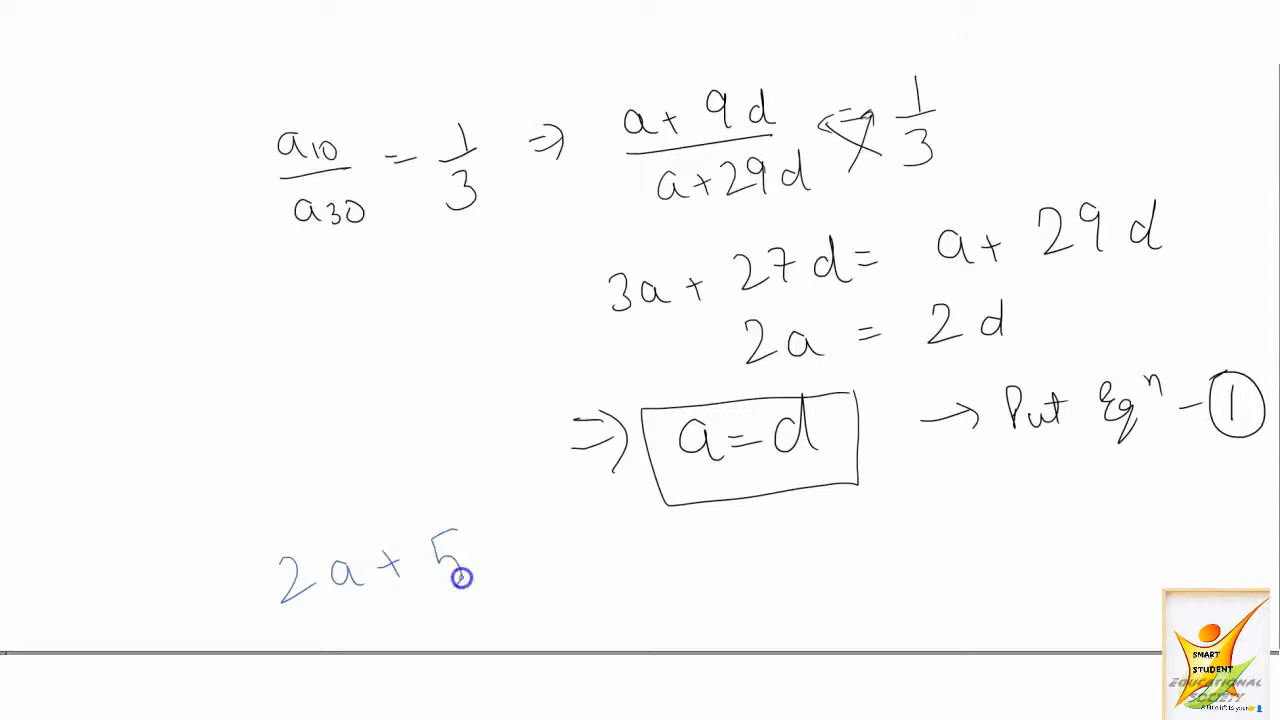 a10/a30 = 1/3 ⇒ a+9d/a+29d = 1/3
3a + 27d = a + 29d
2a = 2d
⇒ a=d → Put Eqⁿ - ①
2a + 5
SMART
STUDENT
EDUCATIONAL
SOCIETY